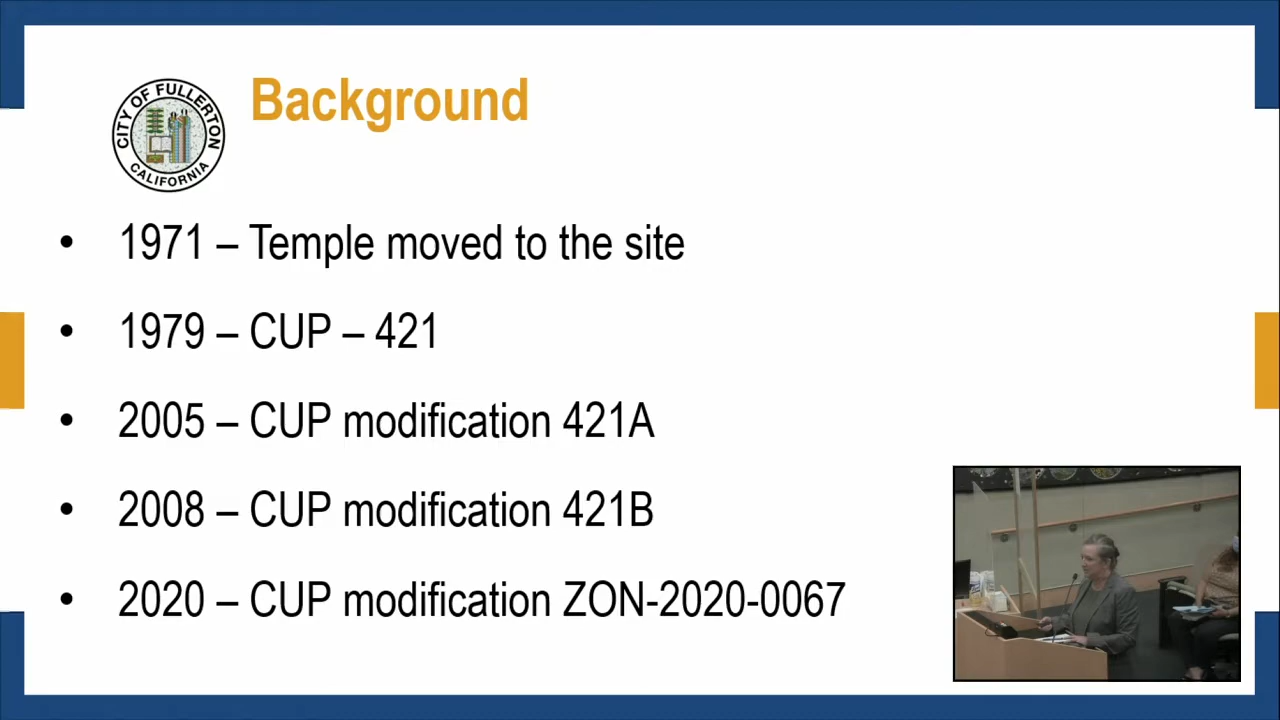 CITY OF FULLERTON
CALIFORNIA
Background
• 1971 – Temple moved to the site
• 1979 – CUP – 421
• 2005 – CUP modification 421A
• 2008 – CUP modification 421B
• 2020 – CUP modification ZON-2020-0067